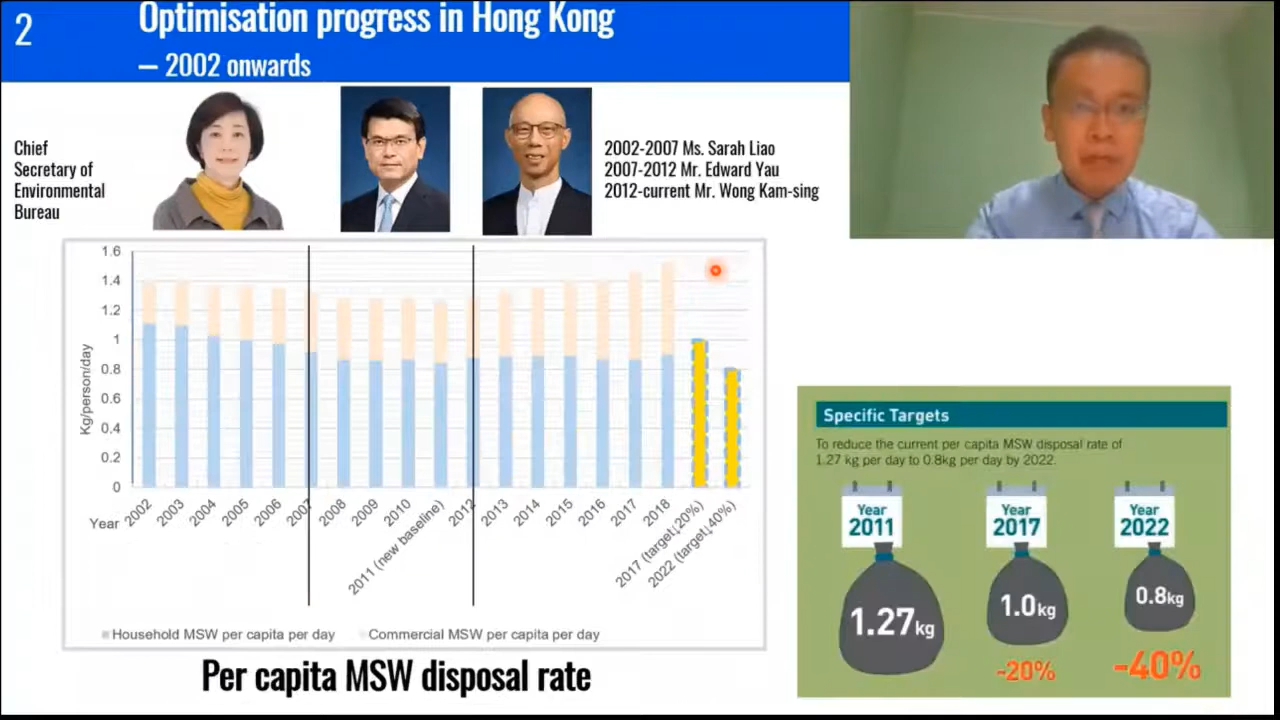 2
Optimisation progress in Hong Kong
– 2002 onwards
Chief
Secretary of
Environmental
Bureau
2002-2007 Ms. Sarah Liao
2007-2012 Mr. Edward Yau
2012-current Mr. Wong Kam-sing
1.6
1.4
1.2
1
0.8
0.6
0.4
0.2
0
Kg/person/day
Year
2002
2003
2004
2005
2006
2007
2008
2009
2010
2011 (new baseline)
2012
2013
2014
2015
2016
2017
2018
2017 (target↓20%)
2022 (target↓40%)
Household MSW per capita per day
Commercial MSW per capita per day
Per capita MSW disposal rate
Specific Targets
To reduce the current per capita MSW disposal rate of
1.27 kg per day to 0.8kg per day by 2022.
Year
2011
Year
2017
Year
2022
1.27kg
1.0kg
0.8kg
-20%
-40%